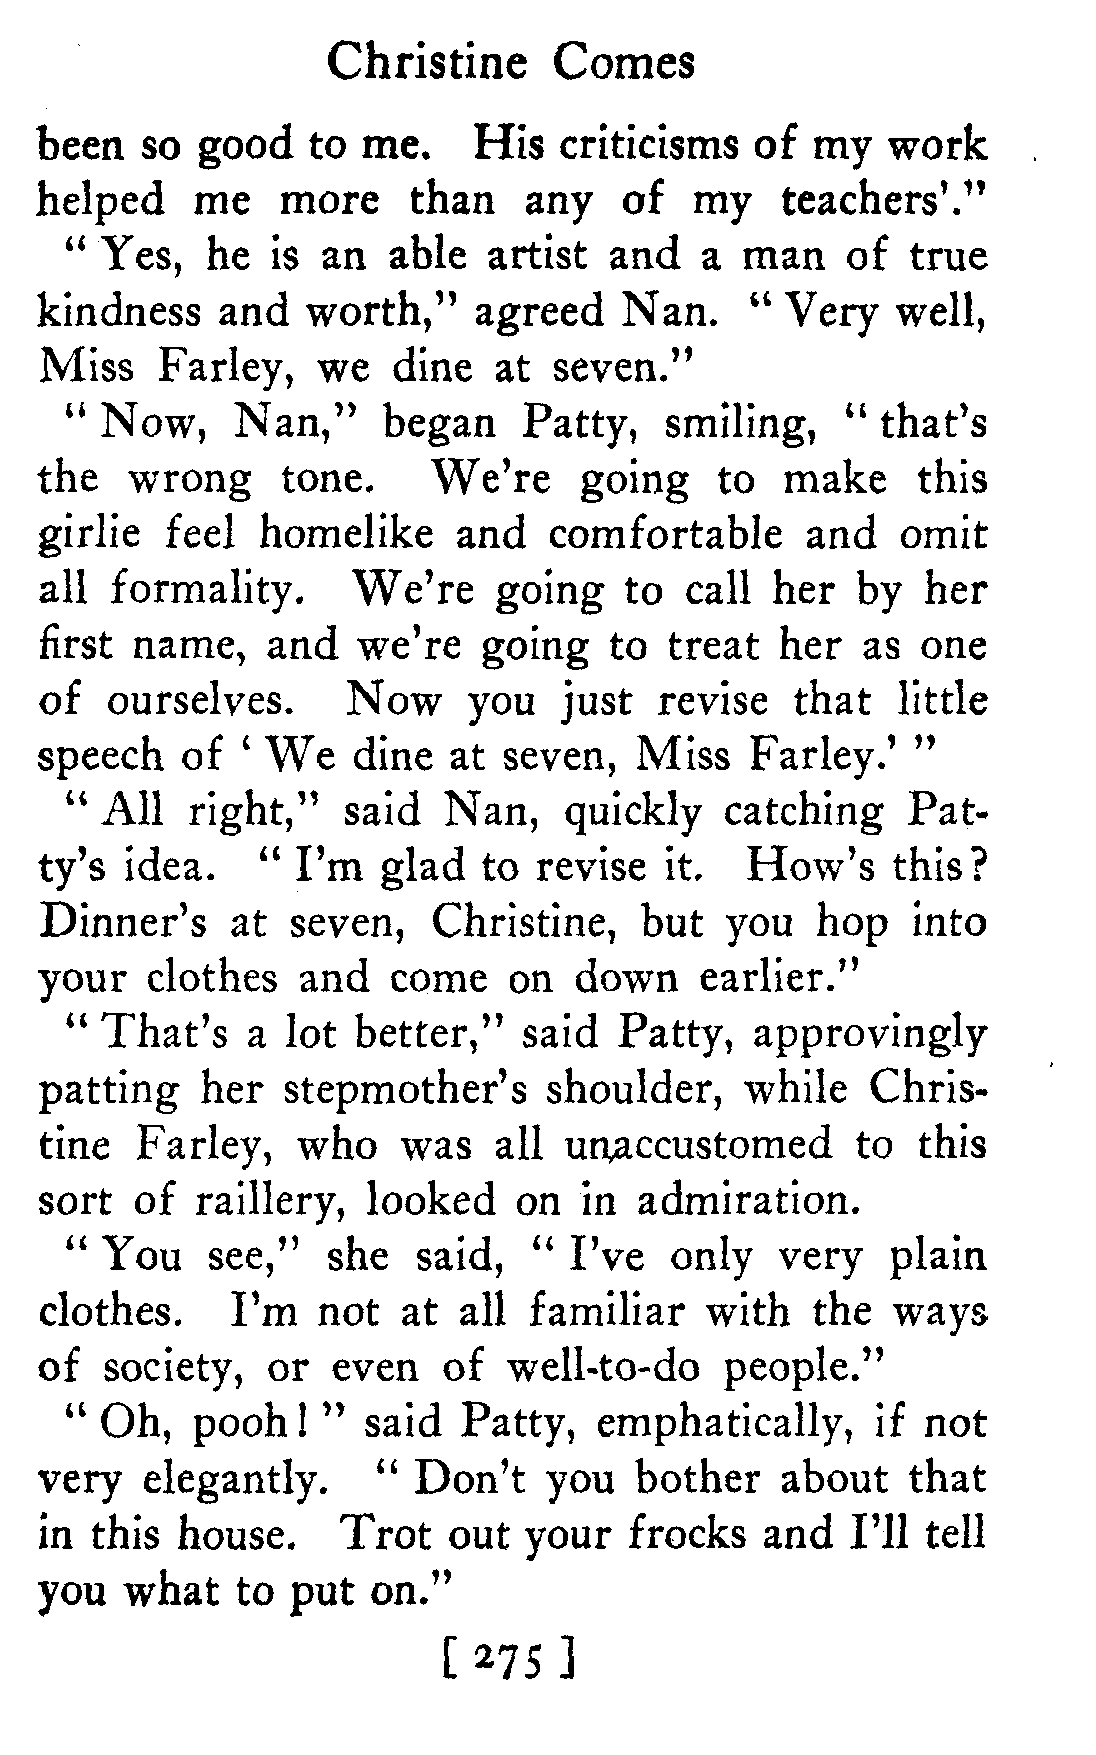 Christine Comes
been so good to me. His criticisms of my work
helped me more than any of my teachers'."
" Yes, he is an able artist and a man of true
kindness and worth," agreed Nan. " Very well,
Miss Farley, we dine at seven."
" Now, Nan," began Patty, smiling, " that's
the wrong tone. We're going to make this
girlie feel homelike and comfortable and omit
all formality. We're going to call her by her
first name, and we're going to treat her as one
of ourselves. Now you just revise that little
speech of ' We dine at seven, Miss Farley.' "
" All right," said Nan, quickly catching Pat-
ty's idea. " I'm glad to revise it. How's this?
Dinner's at seven, Christine, but you hop into
your clothes and come on down earlier."
" That's a lot better," said Patty, approvingly
patting her stepmother's shoulder, while Chris-
tine Farley, who was all unaccustomed to this
sort of raillery, looked on in admiration.
" You see," she said, " I've only very plain
clothes. I'm not at all familiar with the ways
of society, or even of well-to-do people."
" Oh, pooh! " said Patty, emphatically, if not
very elegantly. " Don't you bother about that
in this house. Trot out your frocks and I'll tell
you what to put on."
[ 275 ]